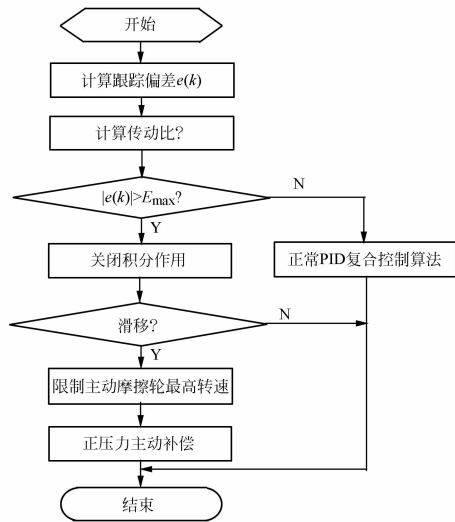 开始
计算跟踪偏差e(k)
计算传动比?
|e(k)|>Emax?
N
Y
关闭积分作用
正常PID复合控制算法
滑移?
N
Y
限制主动摩擦轮最高转速
正压力主动补偿
结束